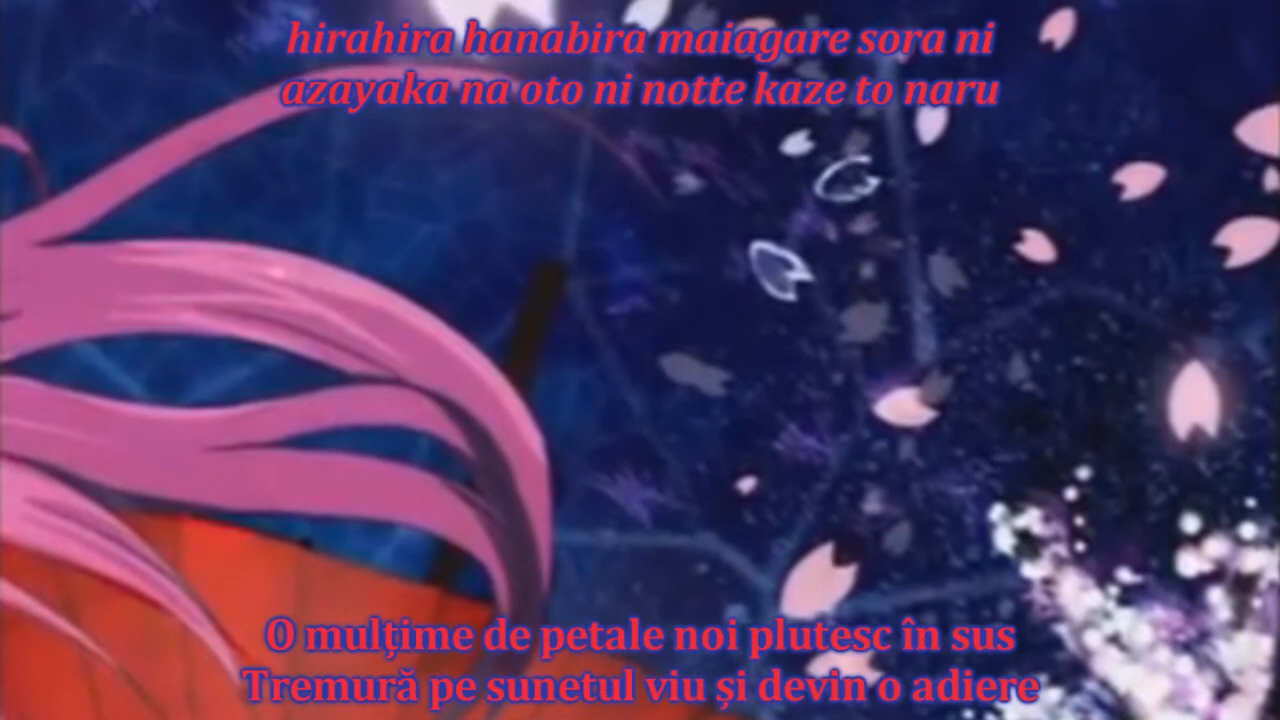 hirahira hanabira maiagare sora ni
azayaka na oto ni notte kaze to naru
O mulțime de petale noi plutesc în sus
Tremură pe sunetul viu și devin o adiere